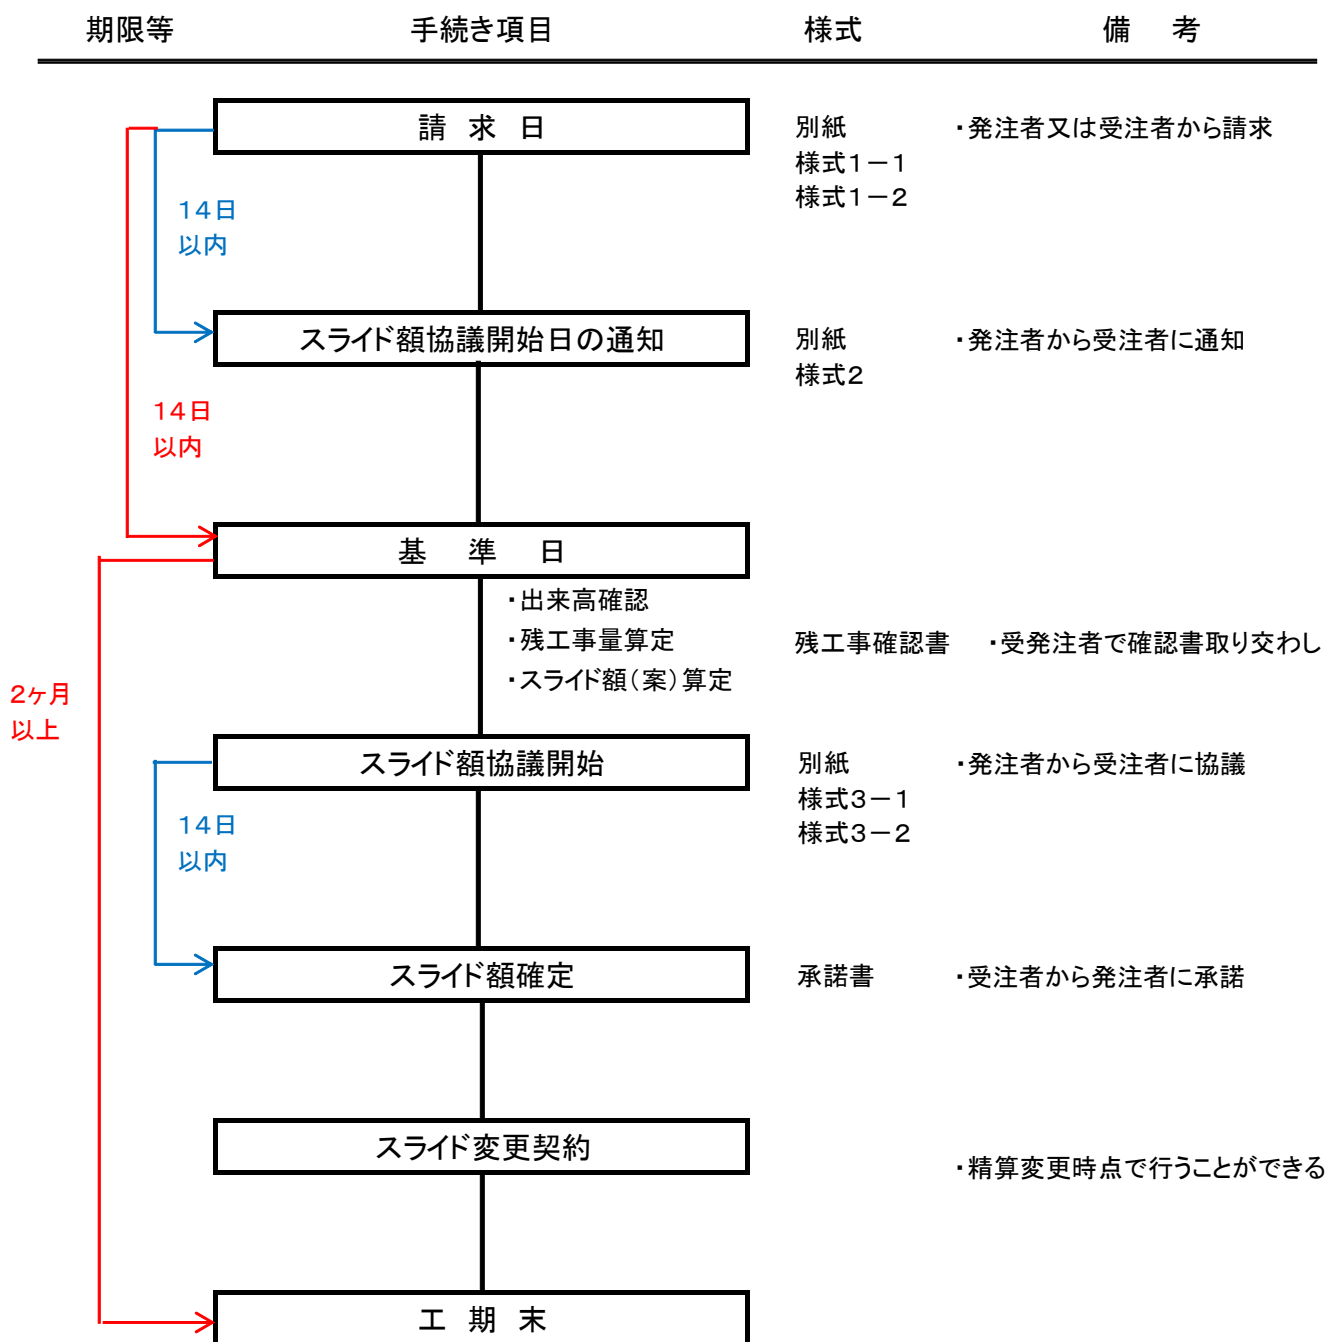 期限等 手続き項目 様式 備 考
請 求 日 別紙 ・発注者又は受注者から請求
様式1－1
様式1－2
14日
以内
スライド額協議開始日の通知 別紙 ・発注者から受注者に通知
様式2
14日
以内
基 準 日
・出来高確認
・残工事量算定 残工事確認書 ・受発注者で確認書取り交わし
・スライド額（案）算定
2ヶ月
以上
スライド額協議開始 別紙 ・発注者から受注者に協議
様式3－1
様式3－2
14日
以内
スライド額確定 承諾書 ・受注者から発注者に承諾
スライド変更契約
・精算変更時点で行うことができる
工 期 末